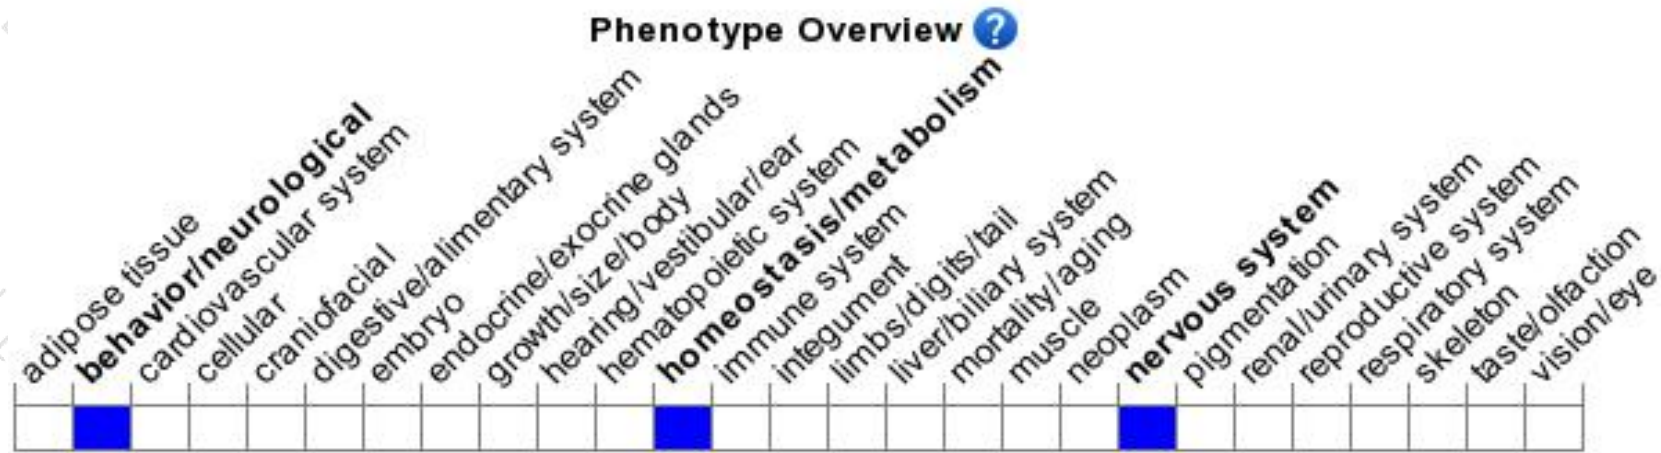 Phenotype Overview ?
adipose tissue
behavior/neurological
cardiovascular system
cellular
craniofacial
digestive/alimentary system
embryo
endocrine/exocrine glands
growth/size/body
hearing/vestibular/ear
hematopoietic system
homeostasis/metabolism
immune system
integument
limbs/digits/tail
liver/biliary system
mortality/aging
muscle
neoplasm
nervous system
pigmentation
renal/urinary system
reproductive system
respiratory system
skeleton
taste/olfaction
vision/eye